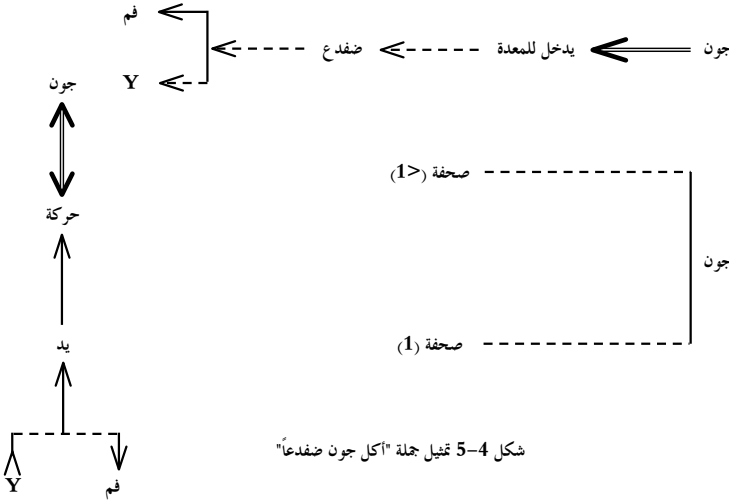 جون يدخل للمعدة ضفدع
فم
Y
جون
حركة
يد
Y
فم
صحفة (<1)
جون
صحفة (1)
شكل 4-5 تمثيل جملة "أكل جون ضفدعاً"